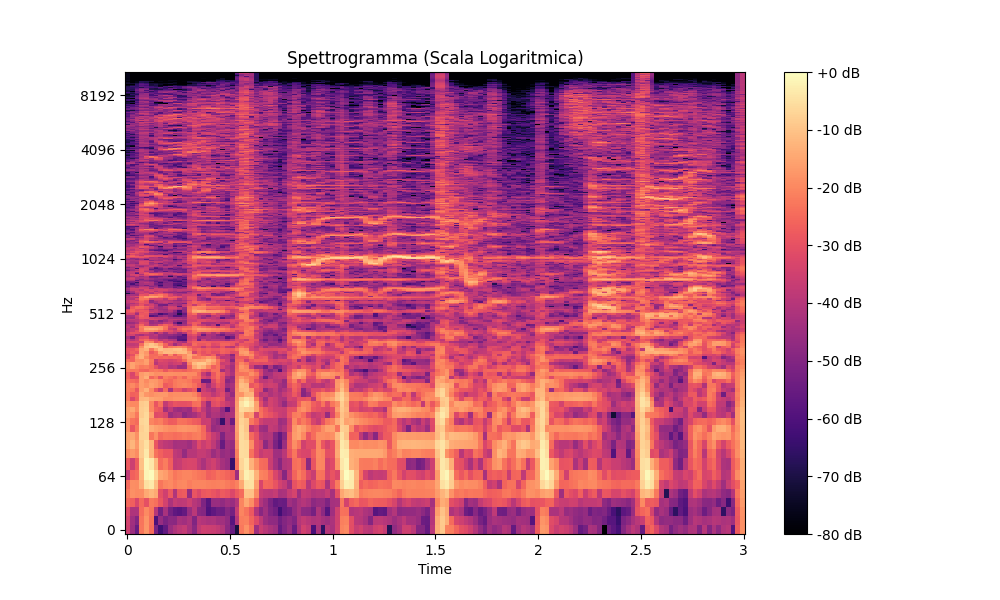 Spettrogramma (Scala Logaritmica)
Hz
8192
4096
2048
1024
512
256
128
64
0
0
0.5
1
1.5
2
2.5
3
Time
+0 dB
-10 dB
-20 dB
-30 dB
-40 dB
-50 dB
-60 dB
-70 dB
-80 dB